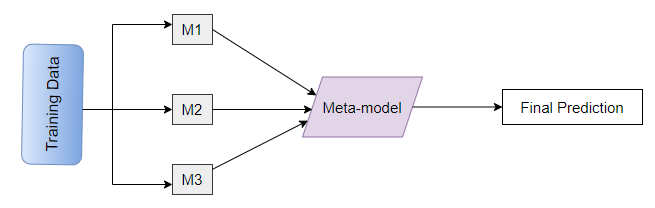 Training Data
M1
M2
M3
Meta-model
Final Prediction